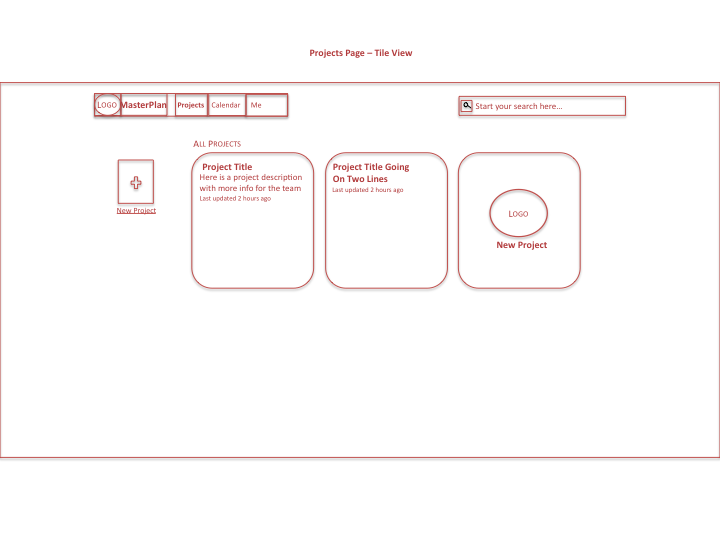 Projects Page – Tile View
LOGO MasterPlan Projects Calendar Me
Start your search here...
ALL PROJECTS
New Project
Project Title
Here is a project description
with more info for the team
Last updated 2 hours ago
Project Title Going
On Two Lines
Last updated 2 hours ago
LOGO
New Project